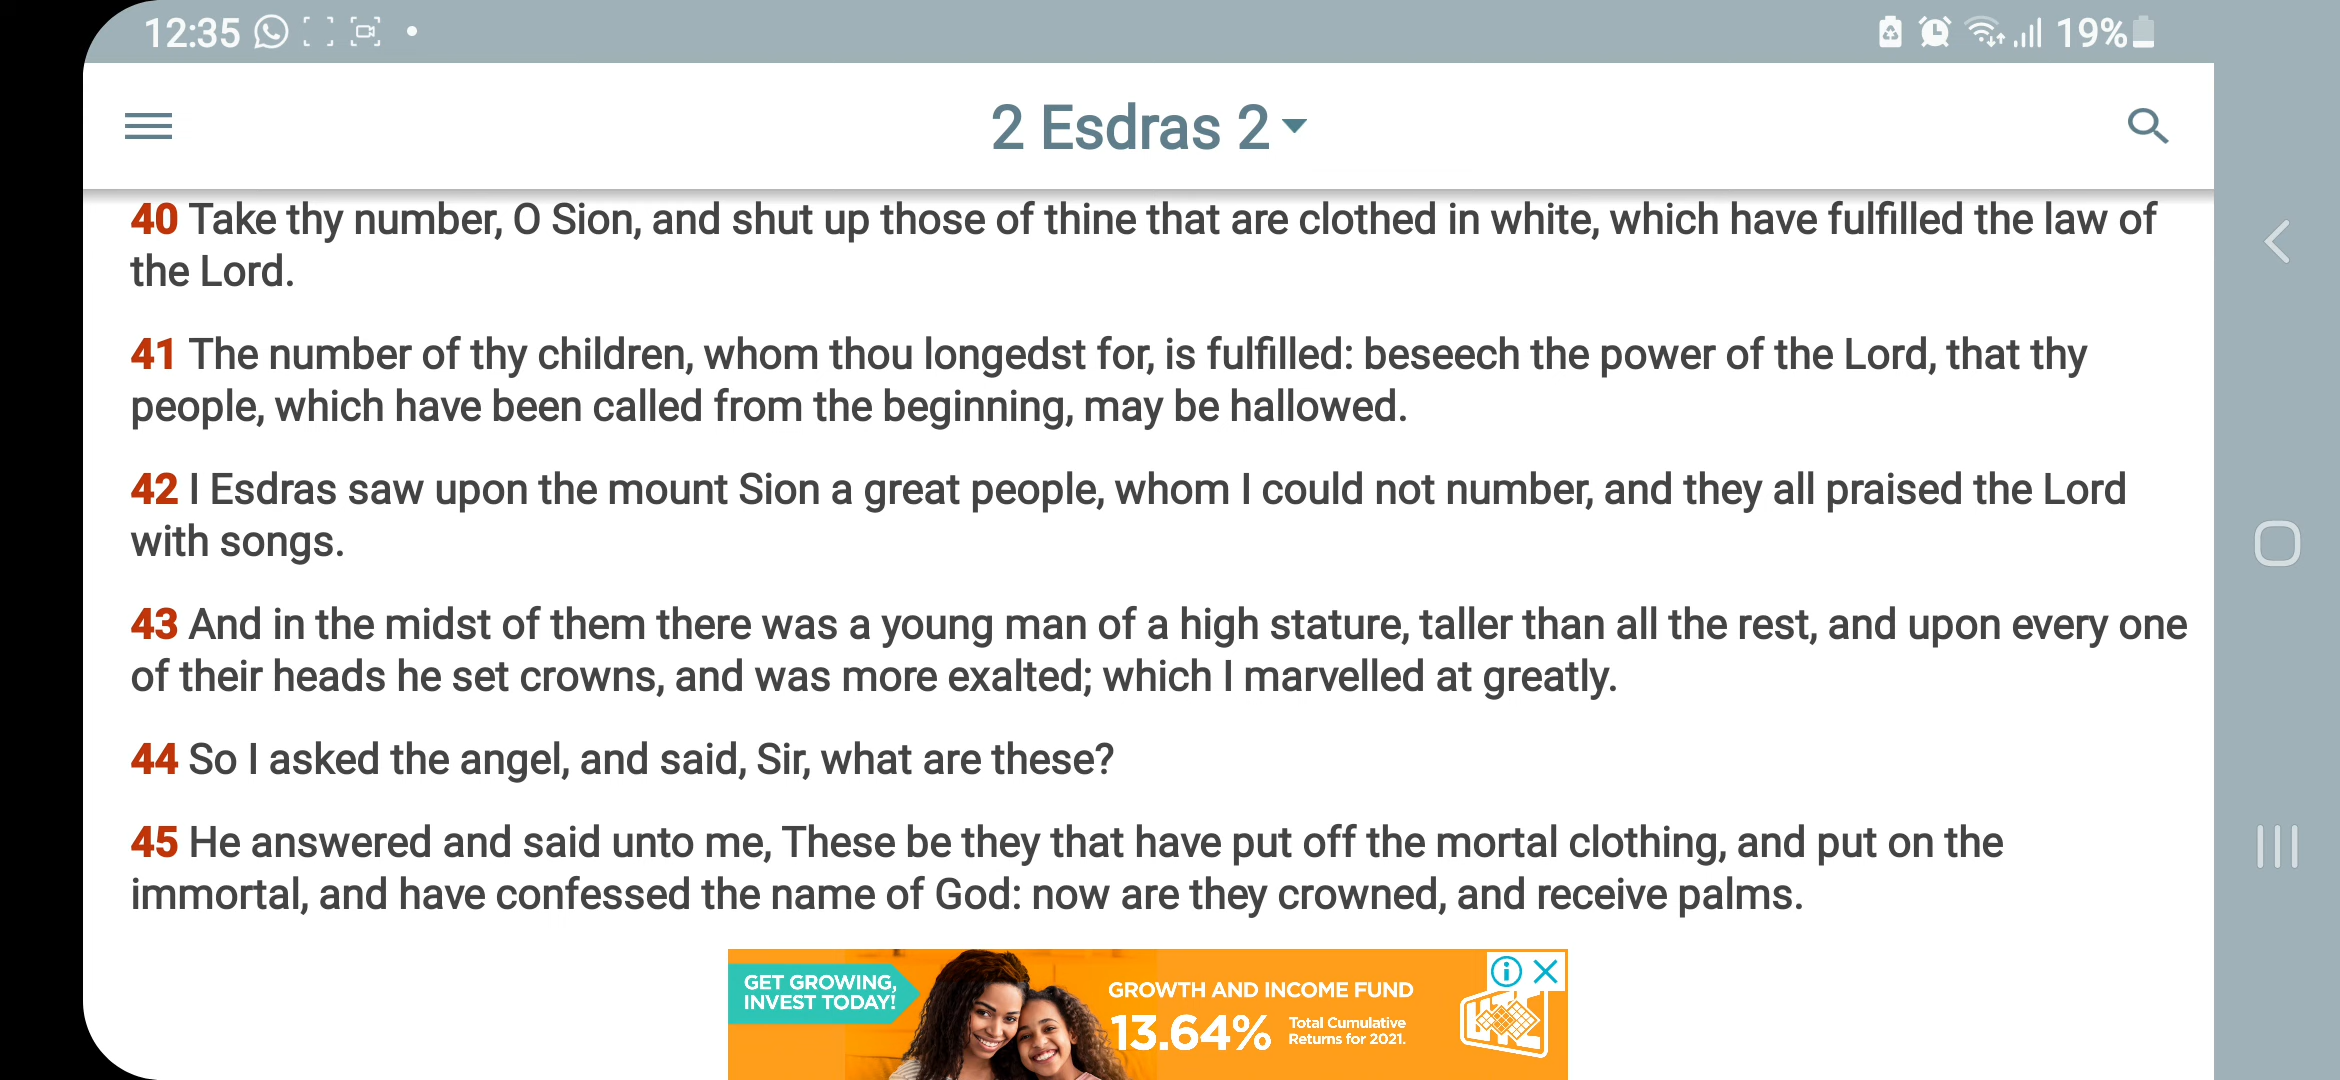 12:35
19%
2 Esdras 2
40 Take thy number, O Sion, and shut up those of thine that are clothed in white, which have fulfilled the law of
the Lord.
41 The number of thy children, whom thou longedst for, is fulfilled: beseech the power of the Lord, that thy
people, which have been called from the beginning, may be hallowed.
42 I Esdras saw upon the mount Sion a great people, whom I could not number, and they all praised the Lord
with songs.
43 And in the midst of them there was a young man of a high stature, taller than all the rest, and upon every one
of their heads he set crowns, and was more exalted; which I marvelled at greatly.
44 So I asked the angel, and said, Sir, what are these?
45 He answered and said unto me, These be they that have put off the mortal clothing, and put on the
immortal, and have confessed the name of God: now are they crowned, and receive palms.
GET GROWING,
INVEST TODAY!
GROWTH AND INCOME FUND
13.64% Total Cumulative
Returns for 2021.